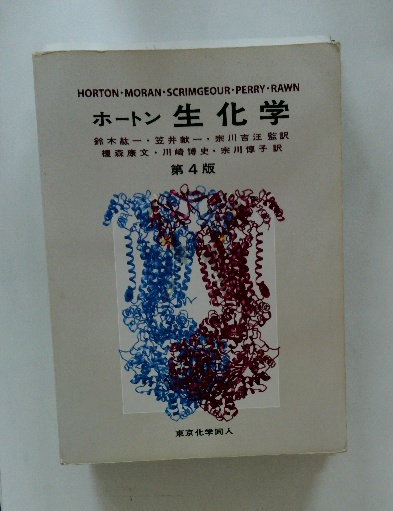 HORTON・MORAN・SCRIMGEOUR・PERRY・RAWN
ホートン 生化学
鈴木紘一・笠井献一・宗川吉汪 監訳
榎森康文・川崎博史・宗川惇子 訳
第4版
東京化学同人